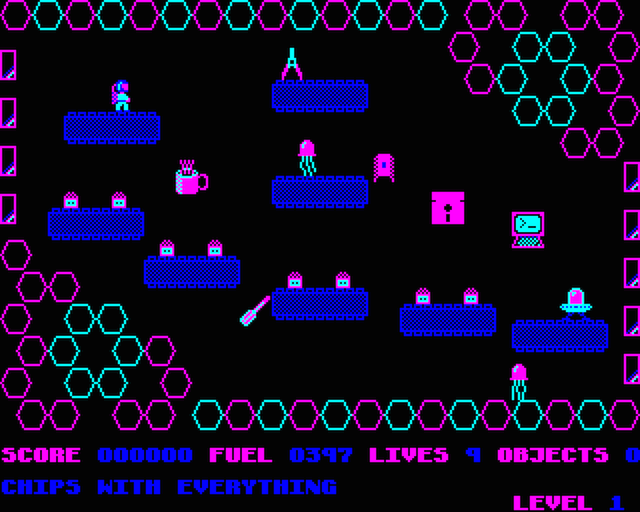 SCORE 000000 FUEL 0397 LIVES 9 OBJECTS 0
CHIPS WITH EVERYTHING
LEVEL 1